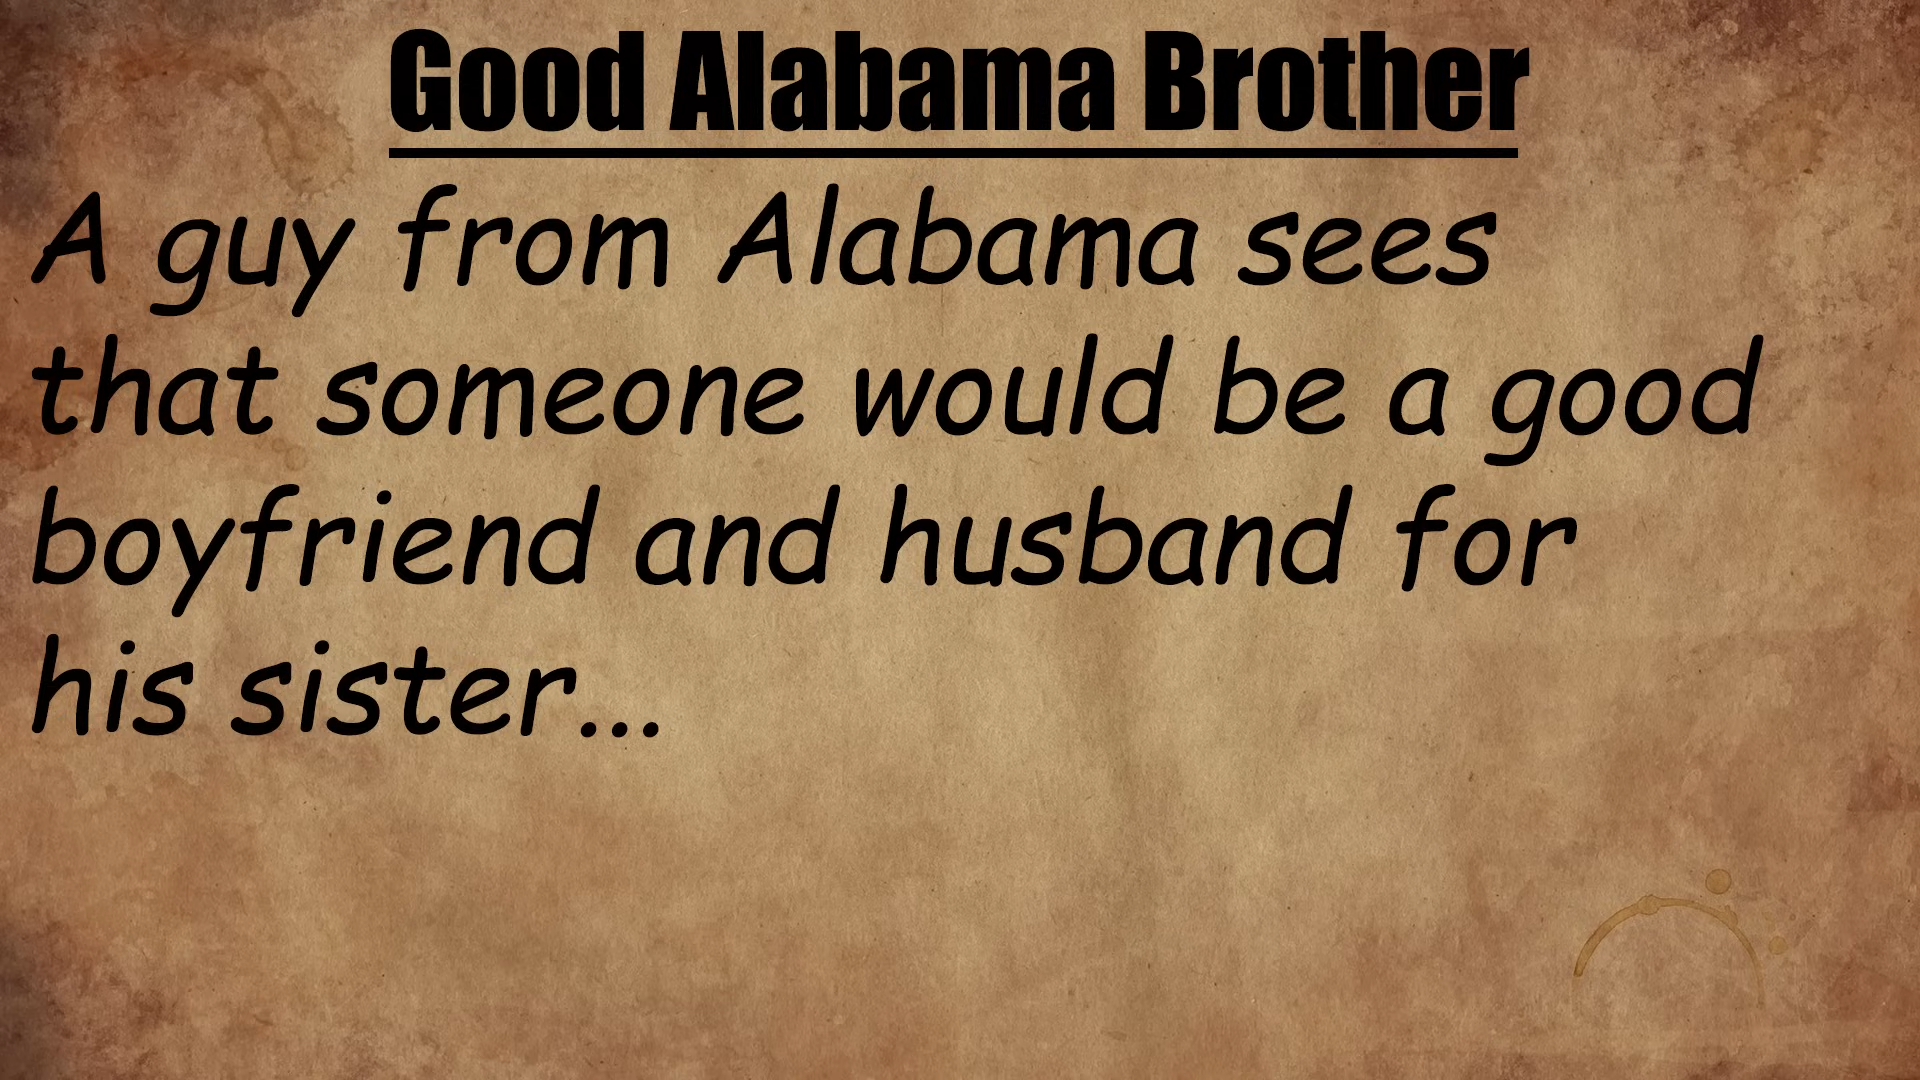 Good Alabama Brother
A guy from Alabama sees
that someone would be a good
boyfriend and husband for
his sister...